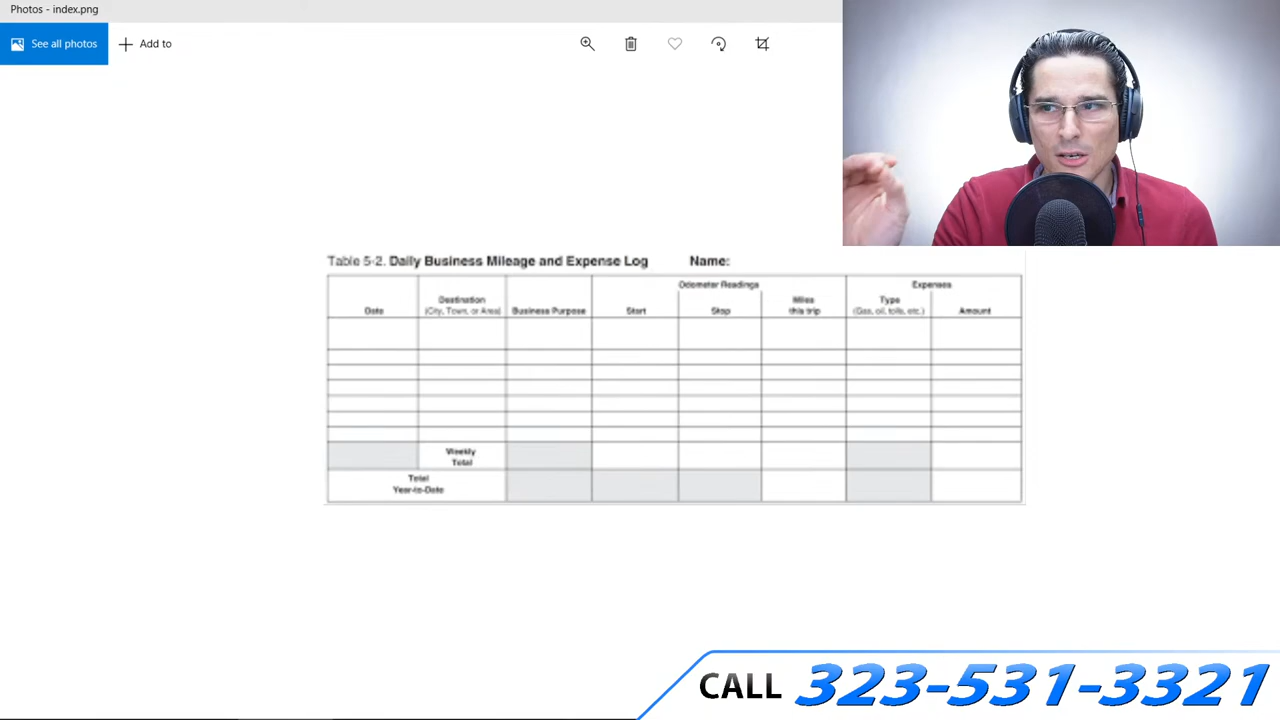 Photos - index.png
See all photos
Add to
Table 5-2. Daily Business Mileage and Expense Log Name:
Odometer Readings Expenses
Date
Destination
(City, Town, or Area)
Business Purpose
Start
Stop
Miles
this trip
Type
(Gas, oil, tolls, etc.)
Amount
Weekly
Total
Total
Year-to-Date
CALL 323-531-3321